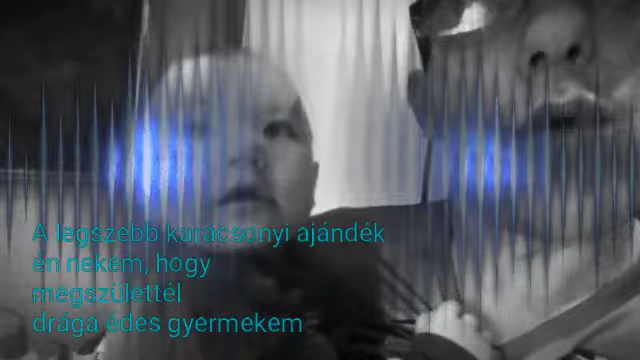 A legszebb karácsonyi ajándék
én nekem, hogy
megszülettél
drága édes gyermekem